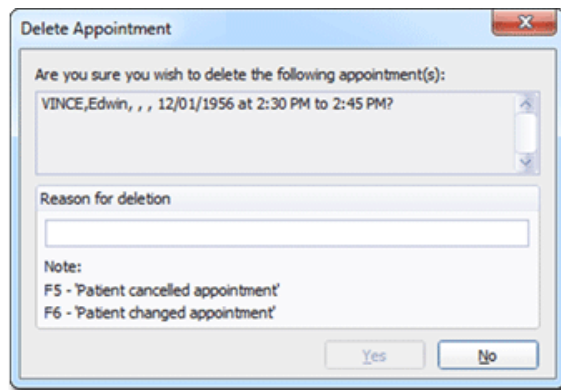 Delete Appointment
Are you sure you wish to delete the following appointment(s):
VINCE,Edwin, , , 12/01/1956 at 2:30 PM to 2:45 PM?
Reason for deletion
Note:
F5 - 'Patient cancelled appointment'
F6 - 'Patient changed appointment'
Yes No